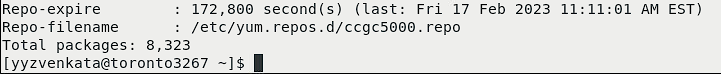 Repo-expire        : 172,800 second(s) (last: Fri 17 Feb 2023 11:11:01 AM EST)
Repo-filename      : /etc/yum.repos.d/ccgc5000.repo
Total packages: 8,323
[yyzvenkata@toronto3267 ~]$